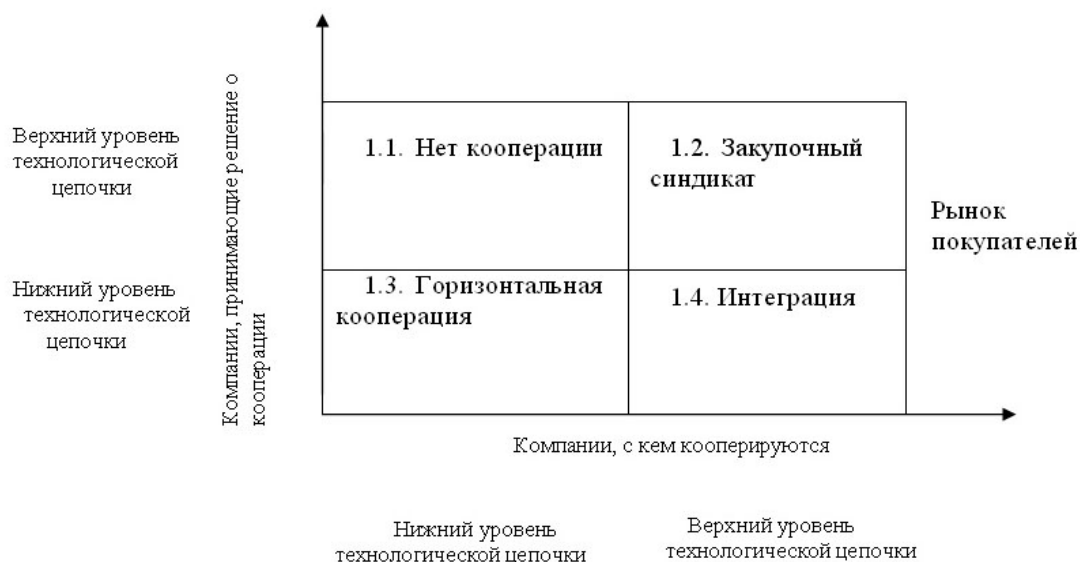 Верхний уровень
технологической
цепочки
Нижний уровень
технологической
цепочки
Компании, принимающие решение о
кооперации
1.1. Нет кооперации
1.2. Закупочный
синдикат
1.3. Горизонтальная
кооперация
1.4. Интеграция
Рынок
покупателей
Компании, с кем кооперируются
Нижний уровень
технологической цепочки
Верхний уровень
технологической цепочки